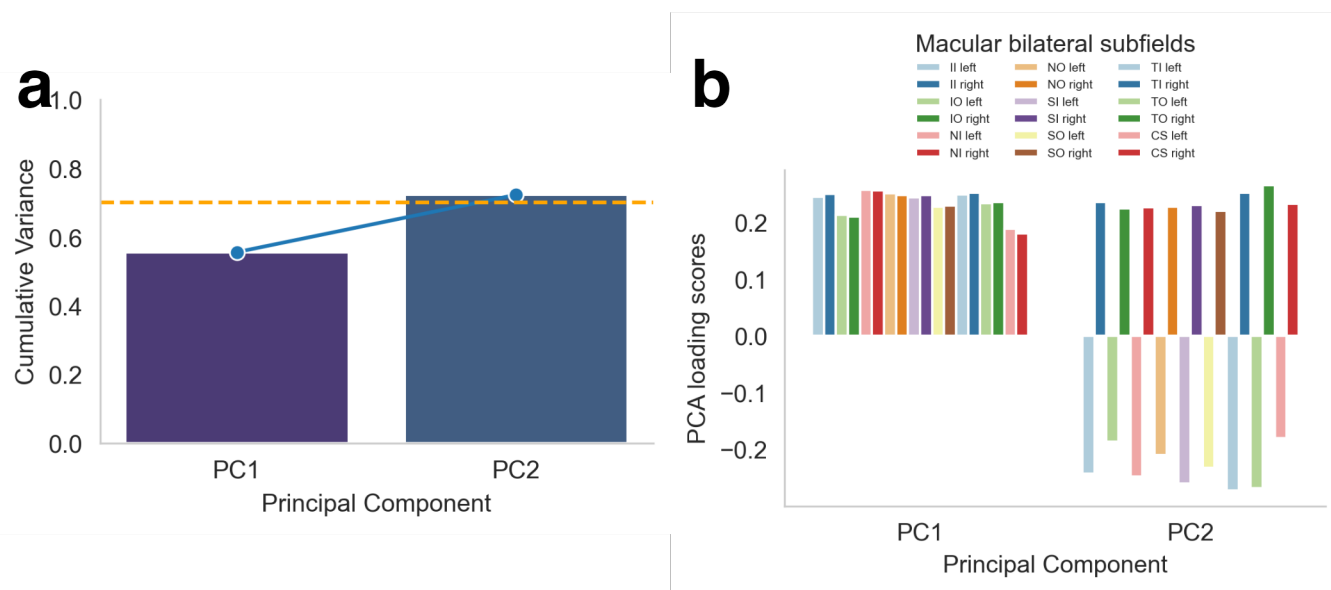 a
1.0
0.8
0.6
0.4
0.2
0.0
Cumulative Variance
PC1 PC2
Principal Component
b
Macular bilateral subfields
II left NO left TI left
II right NO right TI right
IO left SI left TO left
IO right SI right TO right
NI left SO left CS left
NI right SO right CS right
0.2
0.1
0.0
−0.1
−0.2
PCA loading scores
PC1 PC2
Principal Component